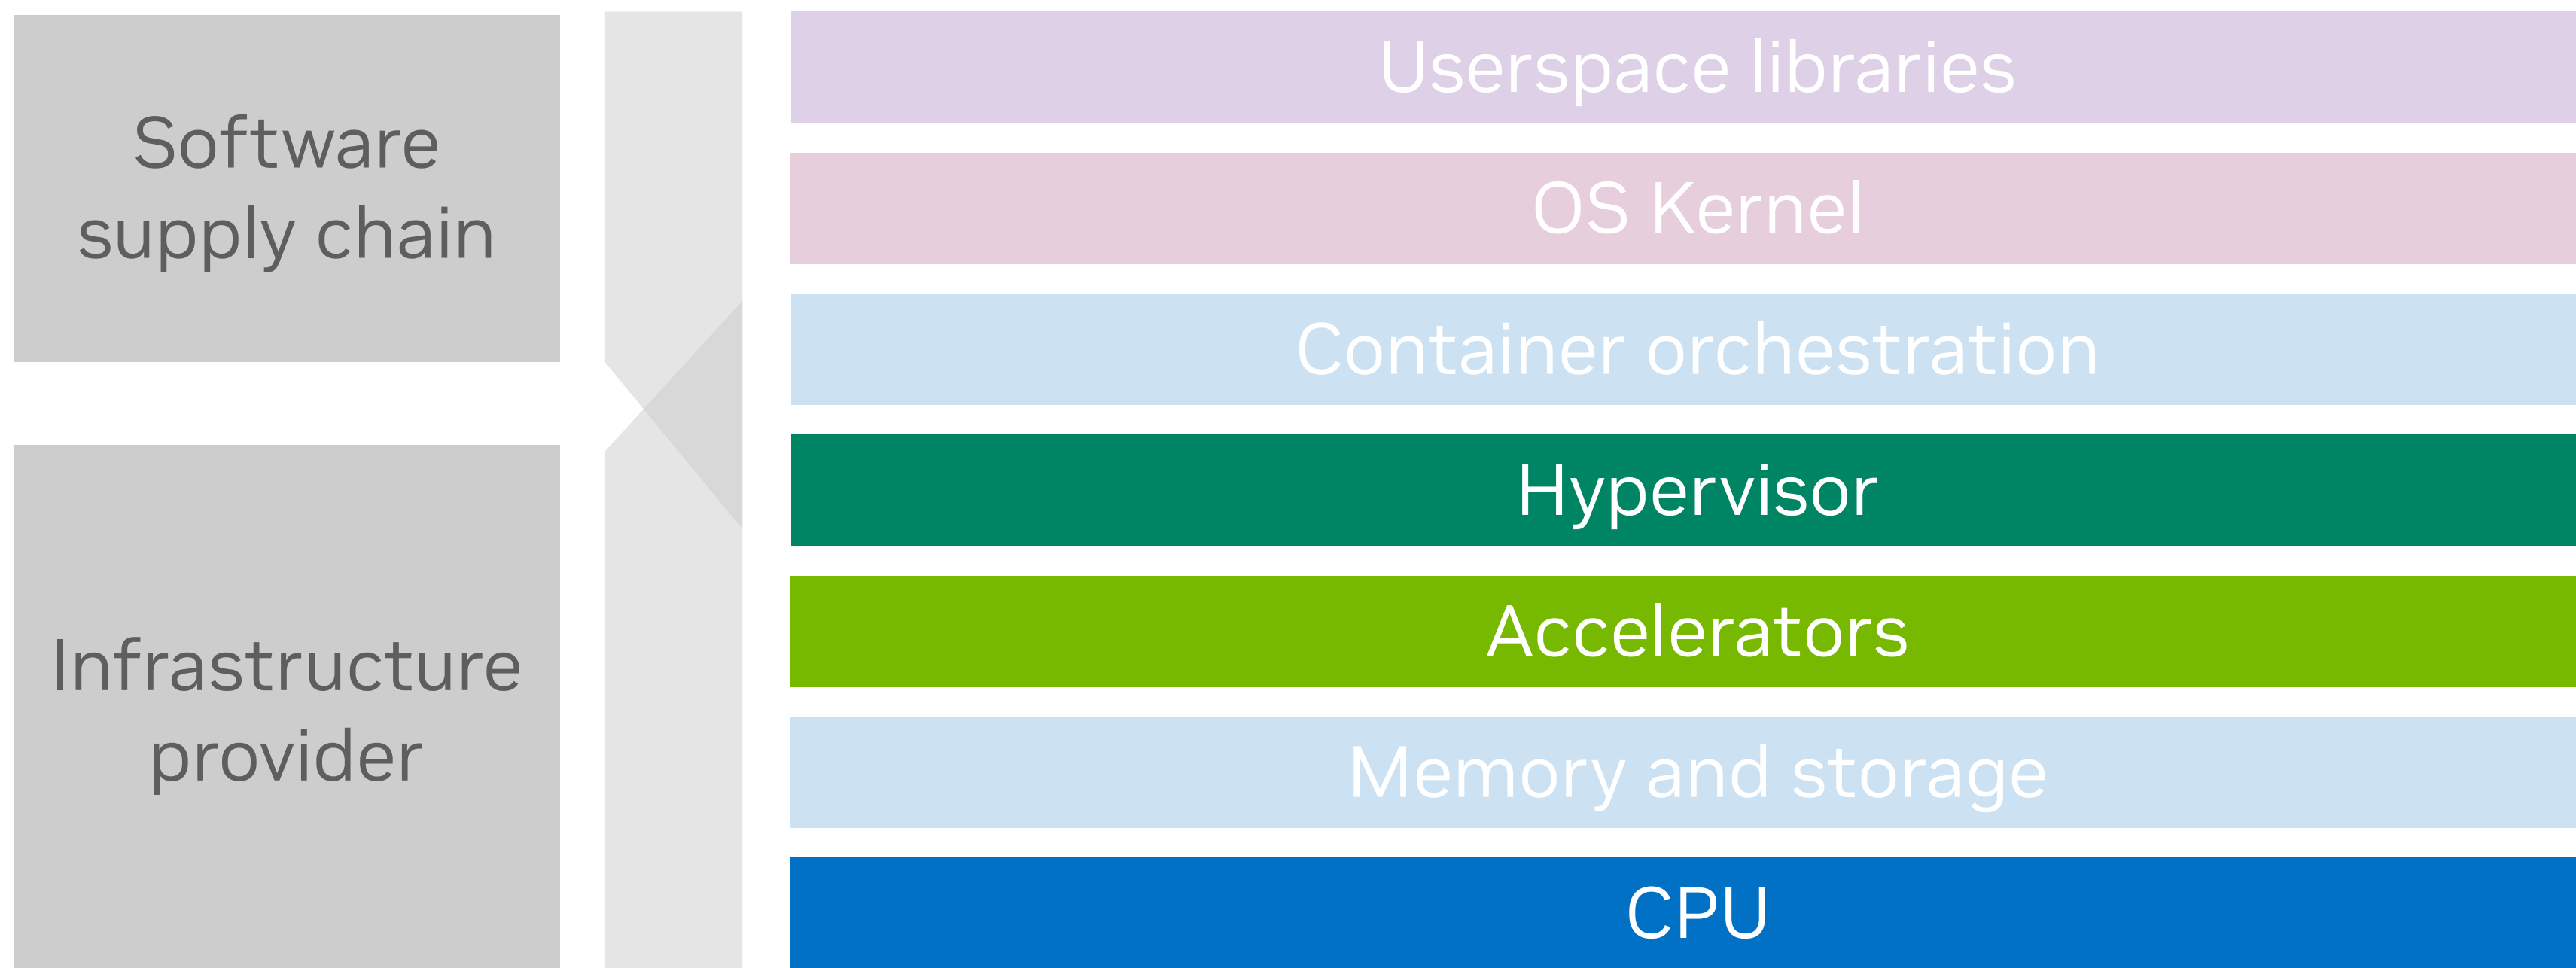 Software
supply chain
Infrastructure
provider
Userspace libraries
OS Kernel
Container orchestration
Hypervisor
Accelerators
Memory and storage
CPU